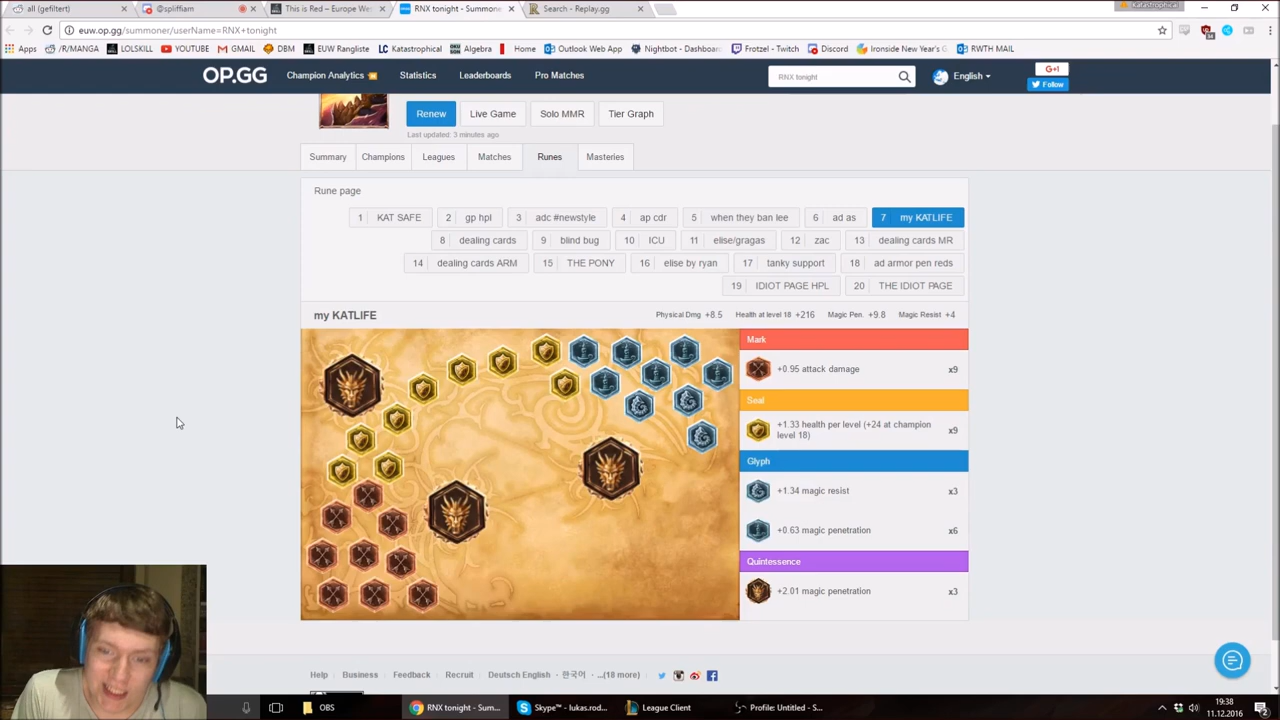 all (gefiltert)
@spliffiam
This is Red – Europe We
RNX tonight - Summone
Search - Replay.gg
Katastrophical
euw.op.gg/summoner/userName=RNX+tonight
Apps
/R/MANGA
LOLSKILL
YOUTUBE
GMAIL
DBM
EUW Rangliste
Katastrophical
Algebra
Home
Outlook Web App
Nightbot - Dashboa
Frotzel - Twitch
Discord
Ironside New Year's G
RWTH MAIL
OP.GG
Champion Analytics
Statistics
Leaderboards
Pro Matches
RNX tonight
English
G+1
Follow
Renew
Live Game
Solo MMR
Tier Graph
Last updated: 3 minutes ago
Summary
Champions
Leagues
Matches
Runes
Masteries
Rune page
1 KAT SAFE
2 gp hpl
3 adc #newstyle
4 ap cdr
5 when they ban lee
6 ad as
7 my KATLIFE
8 dealing cards
9 blind bug
10 ICU
11 elise/gragas
12 zac
13 dealing cards MR
14 dealing cards ARM
15 THE PONY
16 elise by ryan
17 tanky support
18 ad armor pen reds
19 IDIOT PAGE HPL
20 THE IDIOT PAGE
my KATLIFE
Physical Dmg +8.5
Health at level 18 +216
Magic Pen. +9.8
Magic Resist +4
Mark
+0.95 attack damage x9
Seal
+1.33 health per level (+24 at champion
level 18) x9
Glyph
+1.34 magic resist x3
+0.63 magic penetration x6
Quintessence
+2.01 magic penetration x3
Help
Business
Feedback
Recruit
Deutsch English · 한국어 · ...(18 more)
OBS
RNX tonight - Sum...
Skype™ - lukas.rod...
League Client
Profile: Untitled - S...
19:38
11.12.2016
2